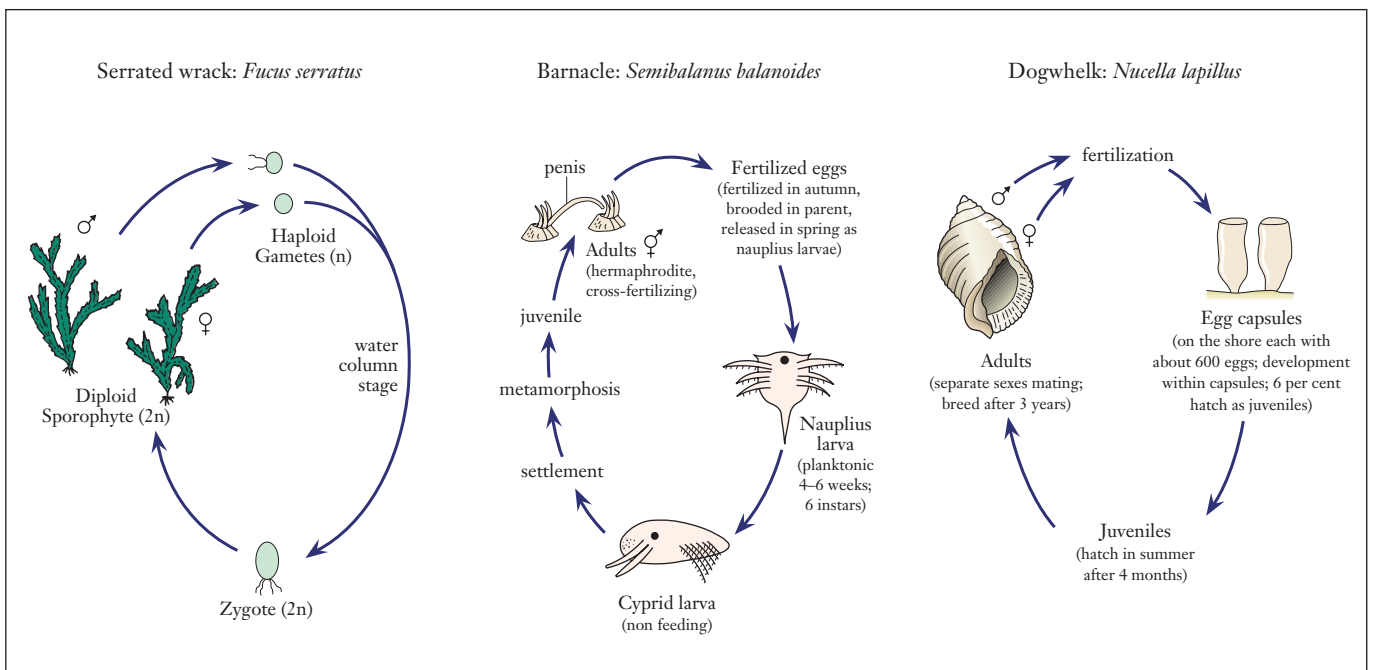 Serrated wrack: Fucus serratus
♂
♀
Haploid
Gametes (n)
water
column
stage
Diploid
Sporophyte (2n)
Zygote (2n)
Barnacle: Semibalanus balanoides
penis
Adults ⚥
(hermaphrodite,
cross-fertilizing)
Fertilized eggs
(fertilized in autumn,
brooded in parent,
released in spring as
nauplius larvae)
Nauplius
larva
(planktonic
4–6 weeks;
6 instars)
Cyprid larva
(non feeding)
settlement
metamorphosis
juvenile
Dogwhelk: Nucella lapillus
fertilization
♂
♀
Adults
(separate sexes mating;
breed after 3 years)
Egg capsules
(on the shore each with
about 600 eggs; development
within capsules; 6 per cent
hatch as juveniles)
Juveniles
(hatch in summer
after 4 months)